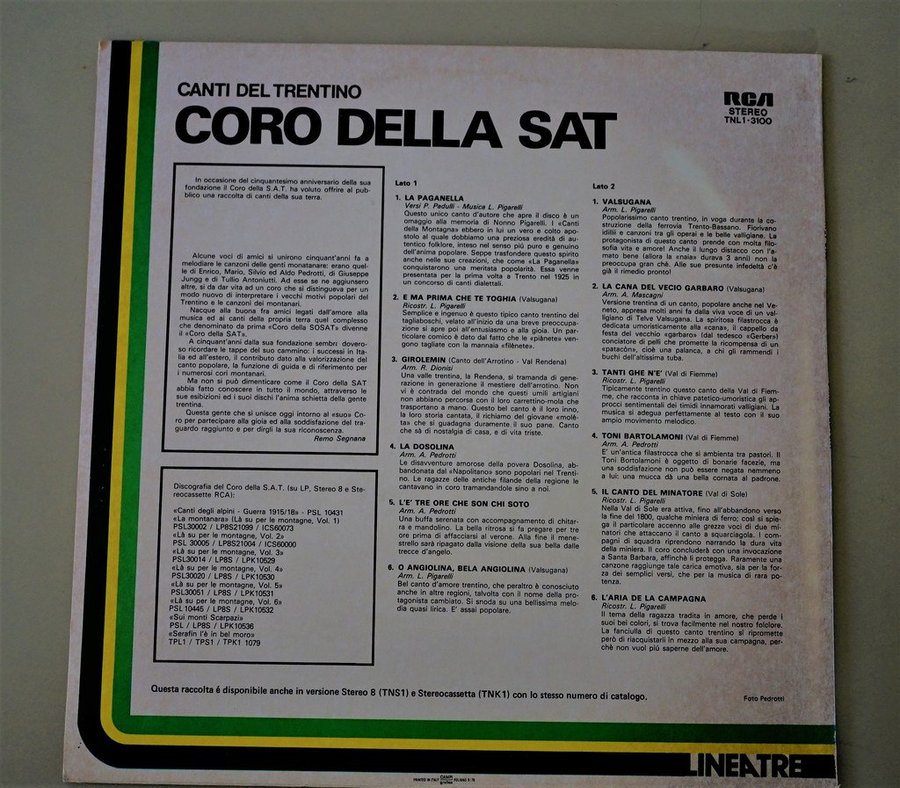 CANTI DEL TRENTINO
CORO DELLA SAT
RCA
STEREO
TNL1-3100
In occasione del cinquantesimo anniversario della sua
fondazione il Coro della S.A.T. ha voluto offrire al pub-
blico una raccolta di canti della sua terra.
Alcune voci di amici si unirono cinquant'anni fa a
melodiare le canzoni delle genti monatanare: erano quel-
le di Enrico, Mario, Silvio ed Aldo Pedrotti, di Giuseppe
Jungg e di Tullio Antoniutti. Ad esse se ne aggiunsero
altre, si da dar vita ad un coro che si distingueva per un
modo nuovo di interpretare i vecchi motivi popolari del
Trentino e le canzoni dei montanari.
Nacque alla buona fra amici legati dall'amore alla
musica ed ai canti della propria terra quel complesso
che denominato da prima «Coro della SOSAT» divenne
il «Coro della SAT».
A cinquant'anni dalla sua fondazione sembri dovero-
so ricordare le tappe del suo cammino: i successi in Ita-
lia ed all'estero, il contributo dato alla valorizzazione del
canto popolare, la funzione di guida e di riferimento per
i numerosi cori montanari.
Ma non si può dimenticare come il Coro della SAT
abbia fatto conoscere in tutto il mondo, attraverso le
sue esibizioni ed i suoi dischi l'anima schietta della gente
trentina.
Questa gente che si unisce oggi intorno al «suo» Co-
ro per partecipare alla gioia ed alla soddisfazione del tra-
guardo raggiunto e per dirgli la sua riconoscenza.
Remo Segnana
Discografia del Coro della S.A.T. (su LP, Stereo 8 e Ste-
reocassette RCA):
«Canti degli alpini - Guerra 1915/18» - PSL 10431
«La montanara» (Là su per le montagne, Vol. 1)
PSL30002 / LP8S21099 / ICS60073
«Là su per le montagne, Vol. 2»
PSL 30005 / LP8S21004 / ICS60000
«Là su per le montagne, Vol. 3»
PSL30014 / LP8S / LPK10529
«Là su per le montagne, Vol. 4»
PSL30020 / LP8S / LPK10530
«Là su per le montagne, Vol. 5»
PSL30051 / LP8S / LPK10531
«Là su per le montagne, Vol. 6»
PSL 10445 / LP8S / LPK10532
«Sui monti Scarpazi»
PSL / LP8S / LPK10536
«Serafin l'è in bel moro»
TPL1 / TPS1 / TPK1 1079
Lato 1
1. LA PAGANELLA
Versi P. Padulli - Musica L. Pigarelli
Questo unico canto d'autore che apre il disco è un
omaggio alla memoria di Nonno Pigarelli. I «Canti
della Montagna» ebbero in lui un vero e colto apo-
stolo al quale dobbiamo una preziosa eredità di au-
tentico folklore, inteso nel senso più puro e genuino
dell'anima popolare. Seppe trasfondere questo spirito
anche nelle sue creazioni, che come «La Paganella»
conquistarono una meritata popolarità. Essa venne
presentata per la prima volta a Trento nel 1925 in
un concorso di canti dialettali.
2. E MA PRIMA CHE TE TOGHIA (Valsugana)
Ricostr. L. Pigarelli
Semplice e ingenuo è questo tipico canto trentino dei
tagliaboschi, velato all'inizio da una breve preoccupa-
zione si apre poi all'entusiasmo e alla gioia. Un par-
ticolare comico è dato dal fatto che le «piànete» ven-
gono tagliate con la mannaia «filènete».
3. GIROLEMIN (Canto dell'Arrotino - Val Rendena)
Arm. R. Dionisi
Una valle trentina, la Rendena, si tramanda di gene-
razione in generazione il mestiere dell'arrotino. Non
vi è contrada del mondo che questi umili artigiani
non abbiano percorsa con il loro carrettino-mola che
trasportano a mano. Questo bel canto è il loro inno,
la loro storia cantata, il richiamo del giovane «molè-
ta» che si guadagna duramente il suo pane. Canto
che sà di nostalgia di casa, e di vita triste.
4. LA DOSOLINA
Arm. A. Pedrotti
Le disavventure amorose della povera Dosolina, ab-
bandonata dal «Napolitano» sono popolari nel Trenti-
no. Le ragazze delle antiche filande della regione le
cantavano in coro tramandandole sino a noi.
5. L'E' TRE ORE CHE SON CHI SOTO
Arm. A. Pedrotti
Una buffa serenata con accompagnamento di chitar-
ra e mandolino. La bella ritrosa si fa pregare per tre
ore prima di affacciarsi al verone. Alla fine il mene-
strello sarà ripagato dalla visione della sua bella dalle
trecce d'angelo.
6. O ANGIOLINA, BELA ANGIOLINA (Valsugana)
Arm. L. Pigarelli
Bel canto d'amore trentino, che peraltro è conosciuto
anche in altre regioni, talvolta con il nome della pro-
tagonista cambiato. Si snoda su una bellissima melo-
dia quasi lirica. E' assai popolare.
Lato 2
1. VALSUGANA
Arm. L. Pigarelli
Popolarissimo canto trentino, in voga durante la co-
struzione della ferrovia Trento-Bassano. Fiorivano
idilli e canzoni tra gli operai e le belle valligiane. La
protagonista di questo canto prende con molta filo-
sofia vita e amore! Anche il lungo distacco con l'a-
mato bene (allora la «naia» durava 3 anni) non la
preoccupa gran chè. Alle sue presunte infedeltà c'è
già il rimedio pronto!
2. LA CANA DEL VECIO GARBARO (Valsugana)
Arm. A. Mascagni
Versione trentina di un canto, popolare anche nel Ve-
neto, appresa molti anni fa dalla viva voce di un val-
ligiano di Telve Valsugana. La spiritosa filastrocca è
dedicata umoristicamente alla «cana», il cappello da
festa del vecchio «garbaro» (dal tedesco «Gerber»)
conciatore di pelli che promette la ricompensa di un
«patacòn», cioè una palanca, a chi gli rammendi i
buchi dell'altissima tuba.
3. TANTI GHE N'E' (Val di Fiemme)
Ricostr. L. Pigarelli
Tipicamente trentino questo canto della Val di Fiem-
me, che racconta in chiave patetico-umoristica gli ap-
procci sentimentali dei timidi innamorati valligiani. La
musica si adegua perfettamente al testo con il suo
ampio movimento melodico.
4. TONI BARTOLAMONI (Val di Fiemme)
Arm. A. Pedrotti
E' un'antica filastrocca che si ambienta tra pastori. Il
Toni Bortolamoni è oggetto di bonarie facezie, ma
una soddisfazione non può essere negata nemmeno
a lui: una mucca dà una bella cornata al padrone.
5. IL CANTO DEL MINATORE (Val di Sole)
Ricostr. L. Pigarelli
Nella Val di Sole era attiva, fino all'abbandono verso
la fine del 1800, qualche miniera di ferro; così si spie-
ga il particolare accenno alle grezze voci di due mi-
natori che attaccano il canto a squarciagola. I com-
pagni di squadra riprendono narrando la dura vita
della miniera. Il coro concluderà con una invocazione
a Santa Barbara, affinchè li protegga. Raramente una
canzone raggiunge tale carica emotiva, sia per la for-
za dei semplici versi, che per la musica di rara po-
tenza.
6. L'ARIA DE LA CAMPAGNA
Ricostr. L. Pigarelli
Il tema della ragazza tradita in amore, che perde i
suoi bei colori, si trova facilmente nel nostro folclore.
La fanciulla di questo canto trentino si ripromette
però di riacquistarli in mezzo alla sua campagna, per-
chè non vuol più saperne dell'amore.
Questa raccolta é disponibile anche in versione Stereo 8 (TNS1) e Stereocassetta (TNK1) con lo stesso numero di catalogo.
Foto Pedrotti
LINEATRE
PRINTED IN ITALY